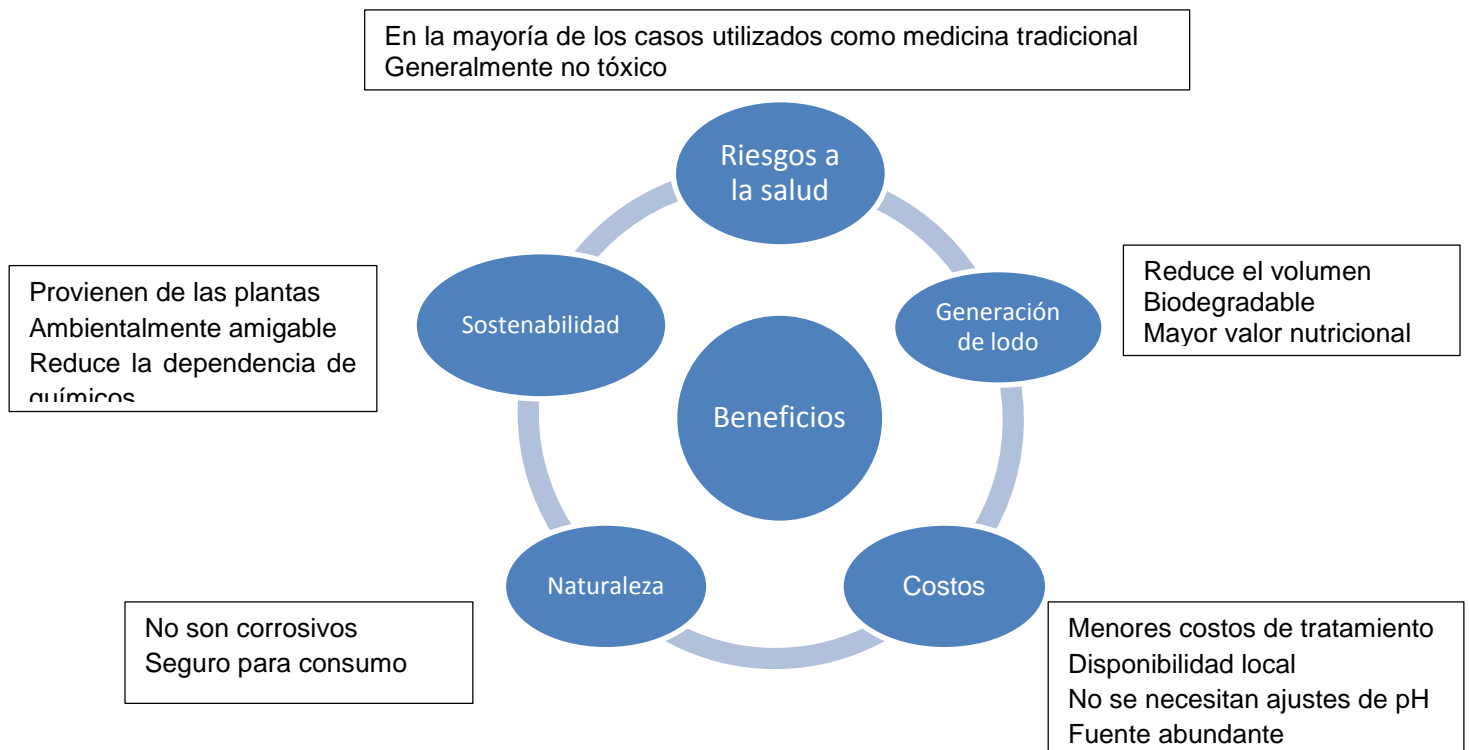 En la mayoría de los casos utilizados como medicina tradicional
Generalmente no tóxico
Riesgos a
la salud
Provienen de las plantas
Ambientalmente amigable
Reduce la dependencia de
químicos
Sostenabilidad
Generación
de lodo
Reduce el volumen
Biodegradable
Mayor valor nutricional
Beneficios
Naturaleza
Costos
No son corrosivos
Seguro para consumo
Menores costos de tratamiento
Disponibilidad local
No se necesitan ajustes de pH
Fuente abundante